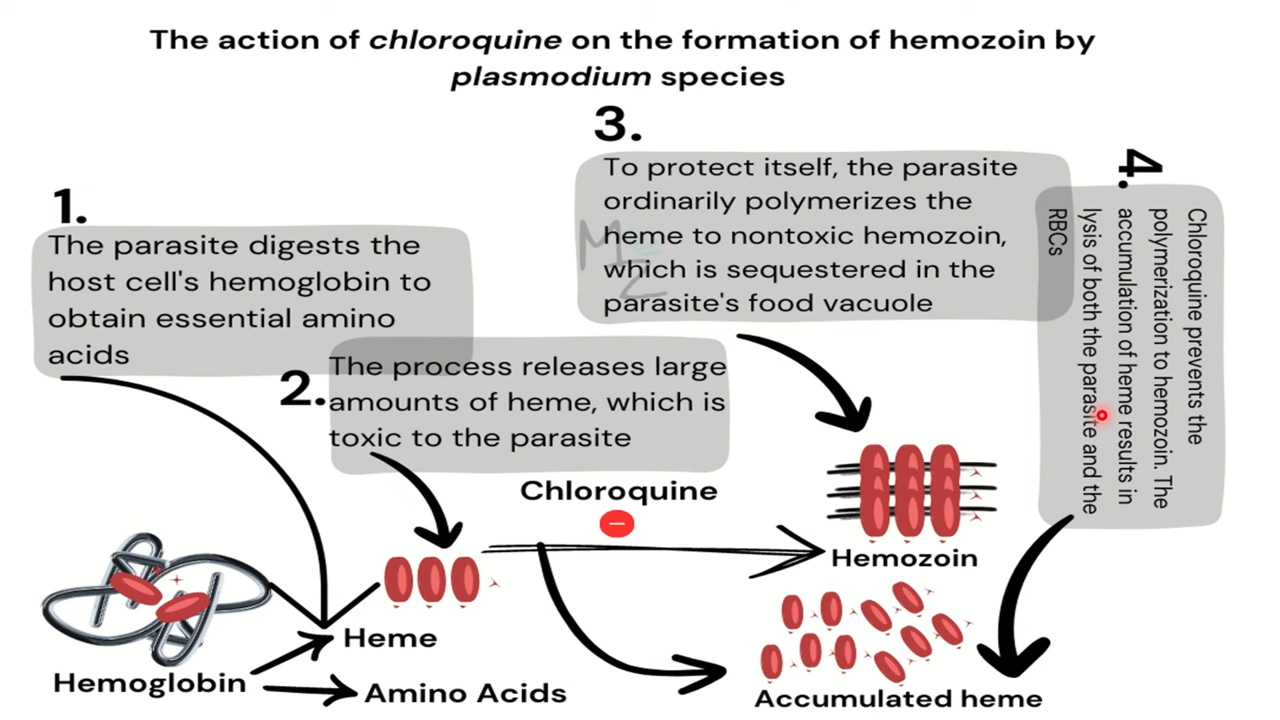 The action of chloroquine on the formation of hemozoin by
plasmodium species
1.
The parasite digests the
host cell's hemoglobin to
obtain essential amino
acids
2.
The process releases large
amounts of heme, which is
toxic to the parasite
3.
To protect itself, the parasite
ordinarily polymerizes the
heme to nontoxic hemozoin,
which is sequestered in the
parasite's food vacuole
4.
Chloroquine prevents the
polymerization to hemozoin. The
accumulation of heme results in
lysis of both the parasite and the
RBCs
Chloroquine
Hemozoin
Heme
Hemoglobin
Amino Acids
Accumulated heme